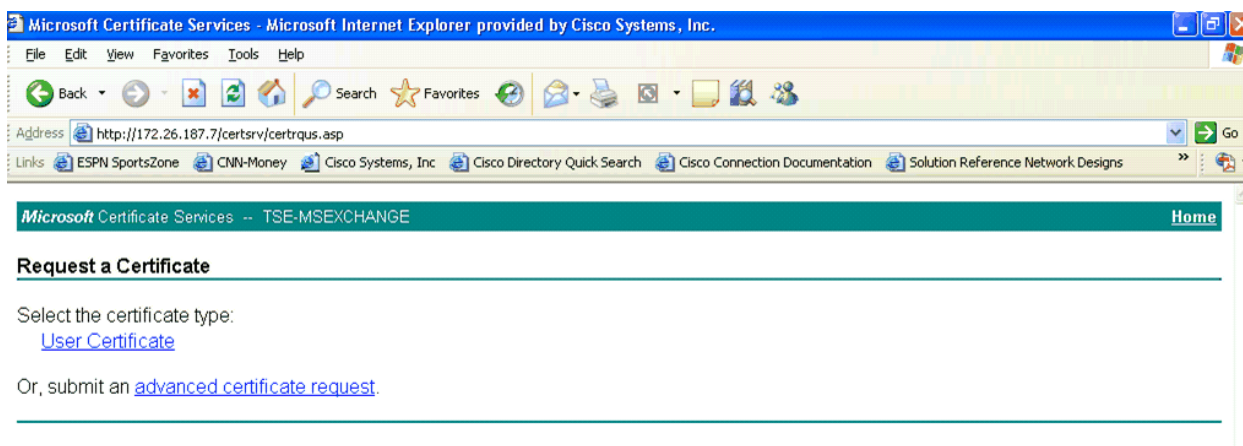 Microsoft Certificate Services - Microsoft Internet Explorer provided by Cisco Systems, Inc.
File Edit View Favorites Tools Help
Back Search Favorites
Address http://172.26.187.7/certsrv/certrqus.asp Go
Links ESPN SportsZone CNN-Money Cisco Systems, Inc Cisco Directory Quick Search Cisco Connection Documentation Solution Reference Network Designs »
Microsoft Certificate Services -- TSE-MSEXCHANGE Home
Request a Certificate
Select the certificate type:
User Certificate
Or, submit an advanced certificate request.